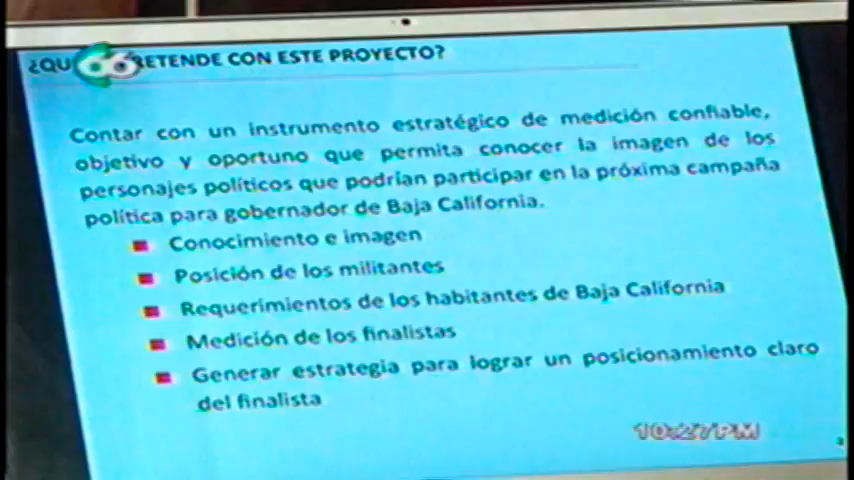 ¿QU RETENDE CON ESTE PROYECTO?
Contar con un instrumento estratégico de medición confiable,
objetivo y oportuno que permita conocer la imagen de los
personajes políticos que podrían participar en la próxima campaña
política para gobernador de Baja California.
Conocimiento e imagen
Posición de los militantes
Requerimientos de los habitantes de Baja California
Medición de los finalistas
Generar estrategia para lograr un posicionamiento claro
del finalista
10:27PM